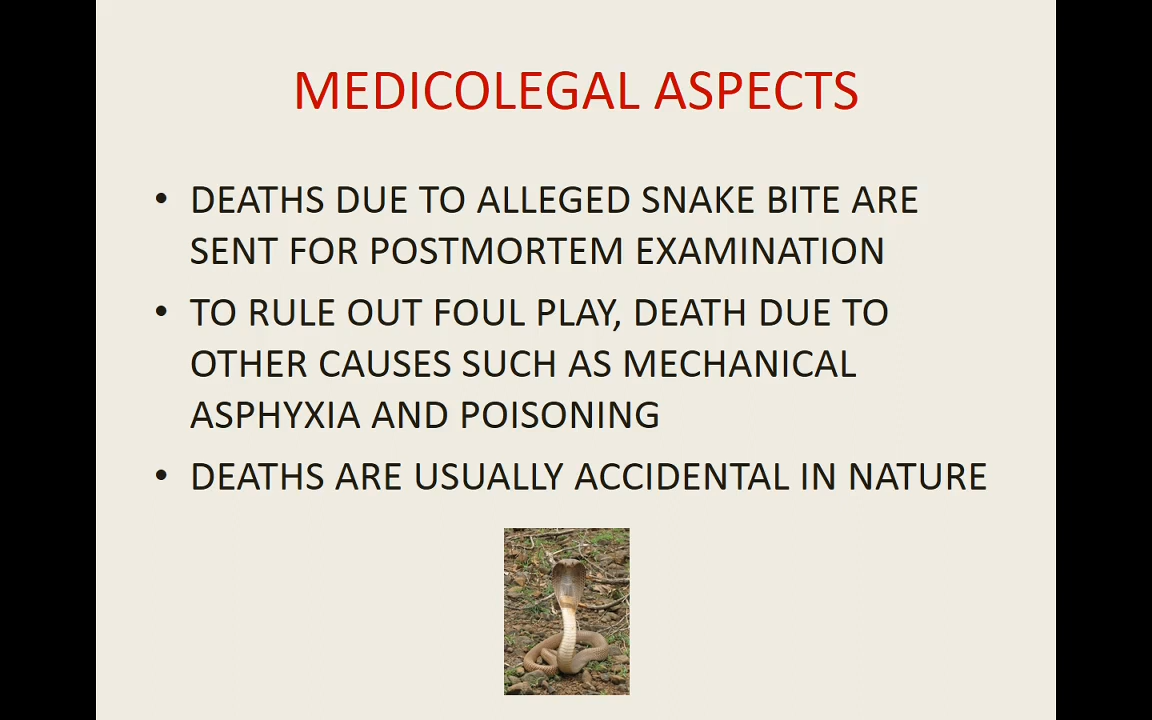 MEDICOLEGAL ASPECTS
• DEATHS DUE TO ALLEGED SNAKE BITE ARE
SENT FOR POSTMORTEM EXAMINATION
• TO RULE OUT FOUL PLAY, DEATH DUE TO
OTHER CAUSES SUCH AS MECHANICAL
ASPHYXIA AND POISONING
• DEATHS ARE USUALLY ACCIDENTAL IN NATURE